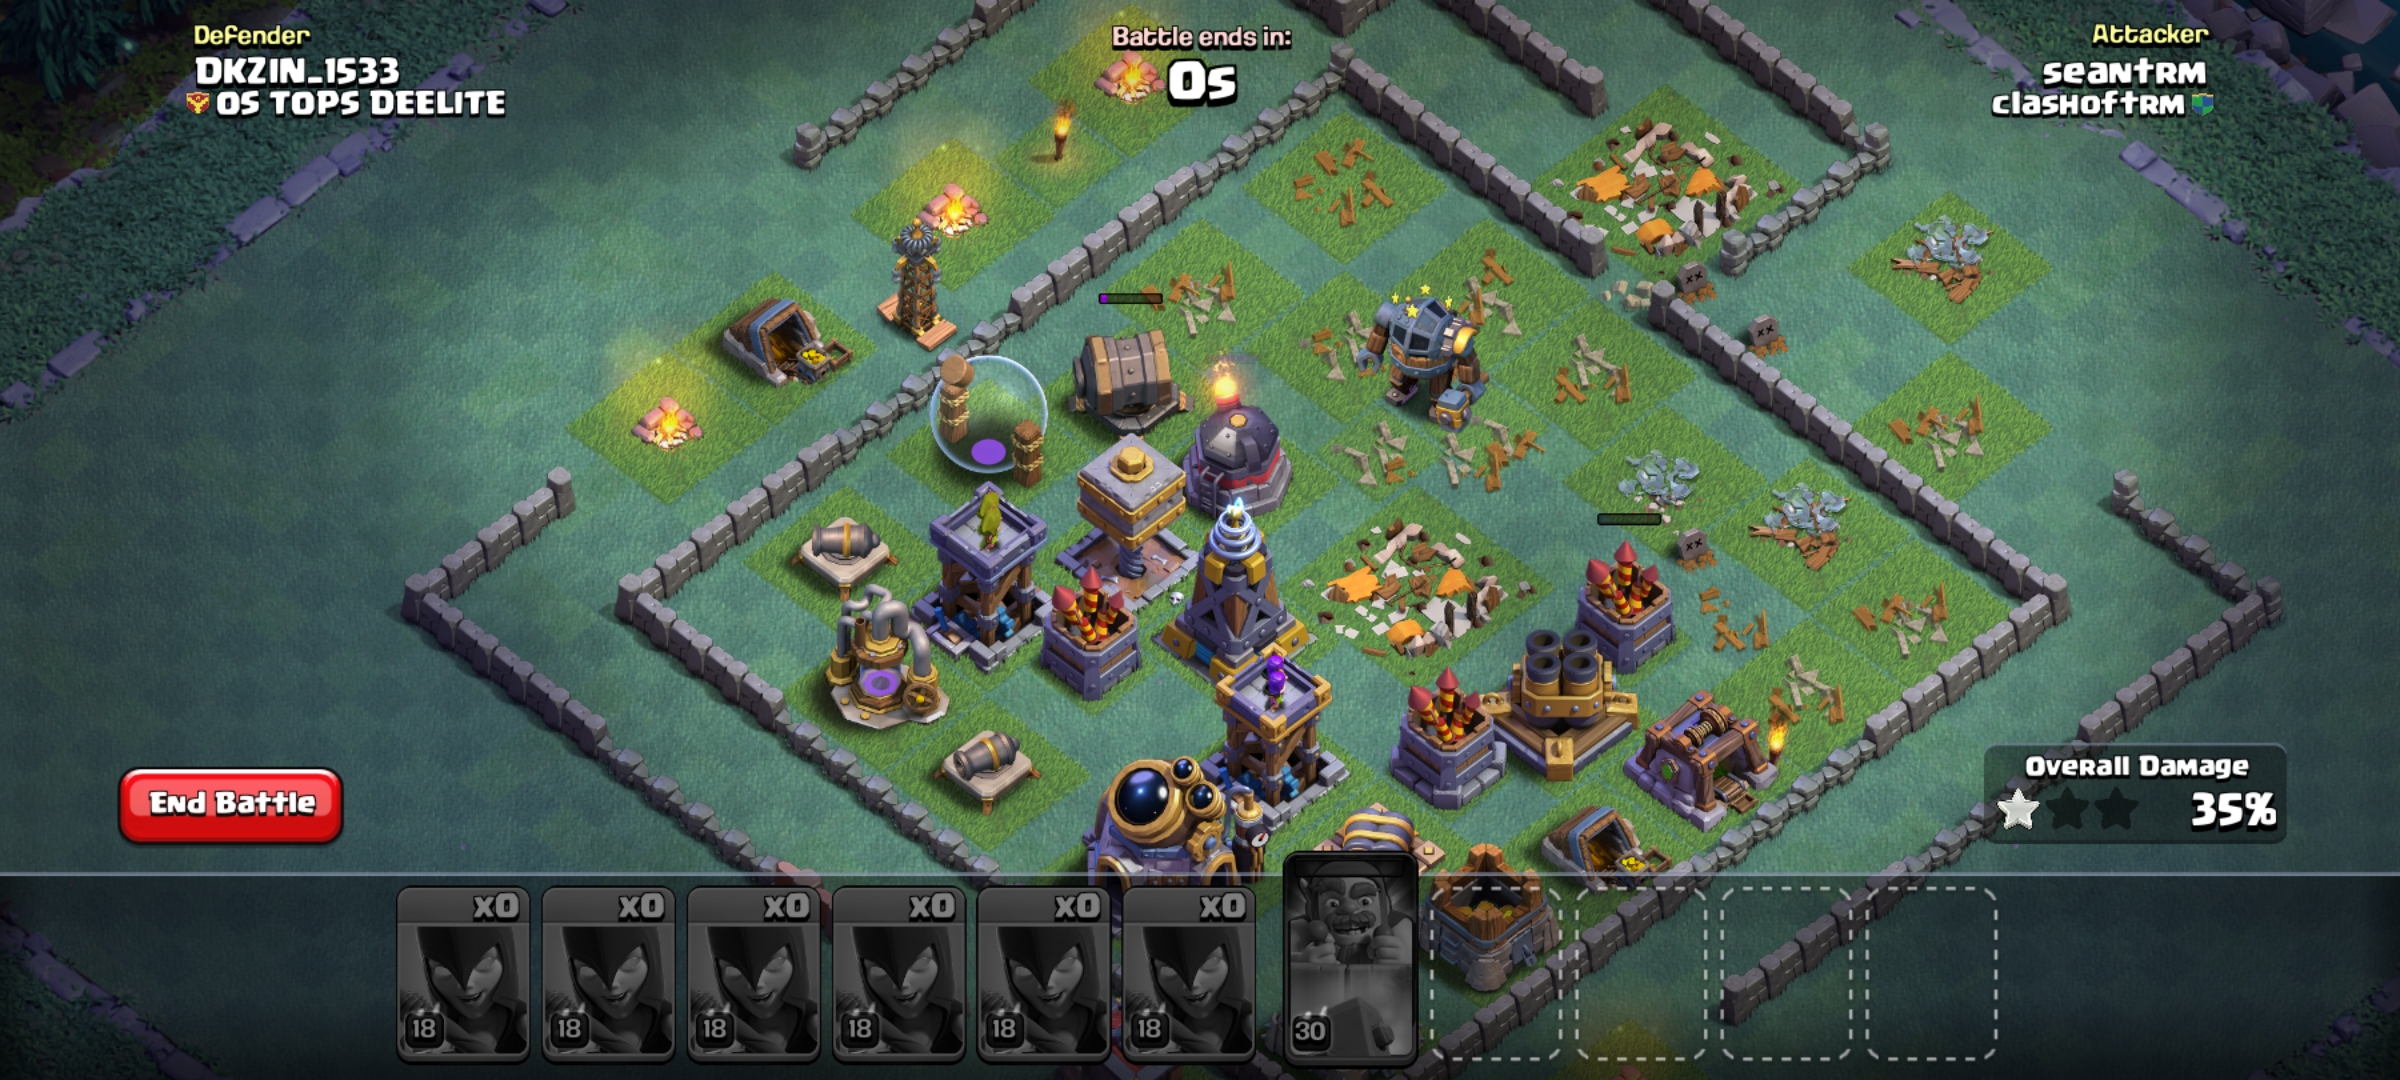 Defender
DKZIN_1533
OS TOPS DEELITE
Battle ends in:
0s
Attacker
seantRM
clashoftRM
End Battle
Overall Damage
35%
x0
x0
x0
x0
x0
x0
18
18
18
18
18
18
30